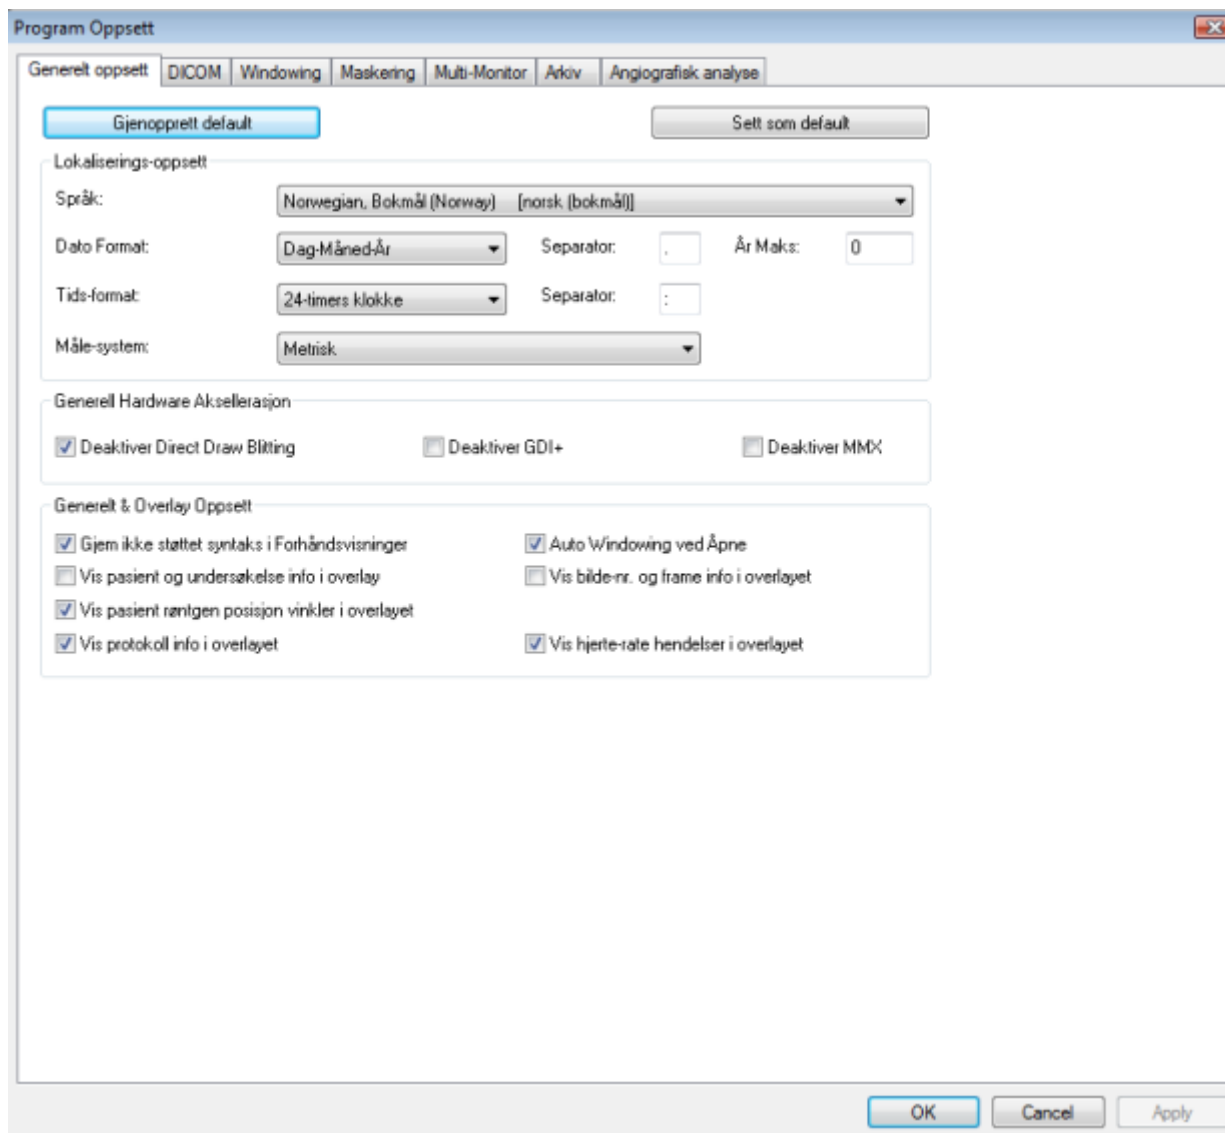 Program Oppsett
Generelt oppsett DICOM Windowing Maskering Multi-Monitor Arkiv Angiografisk analyse
Gjenopprett default Sett som default
Lokaliserings-oppsett
Språk: Norwegian, Bokmål (Norway) [norsk (bokmål)]
Dato Format: Dag-Måned-År Separator: . År Maks: 0
Tids-format: 24-timers klokke Separator: :
Måle-system: Metrisk
Generell Hardware Aksellerasjon
Deaktiver Direct Draw Blitting Deaktiver GDI+ Deaktiver MMX
Generelt & Overlay Oppsett
Gjem ikke støttet syntaks i Forhåndsvisninger Auto Windowing ved Åpne
Vis pasient og undersøkelse info i overlay Vis bilde-nr. og frame info i overlayet
Vis pasient røntgen posisjon vinkler i overlayet
Vis protokoll info i overlayet Vis hjerte-rate hendelser i overlayet
OK Cancel Apply